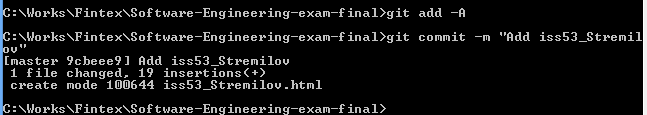 C:\Works\Fintex\Software-Engineering-exam-final>git add -A
C:\Works\Fintex\Software-Engineering-exam-final>git commit -m "Add iss53_Stremil
ov"
[master 9cbeee9] Add iss53_Stremilov
 1 file changed, 19 insertions(+)
 create mode 100644 iss53_Stremilov.html
C:\Works\Fintex\Software-Engineering-exam-final>